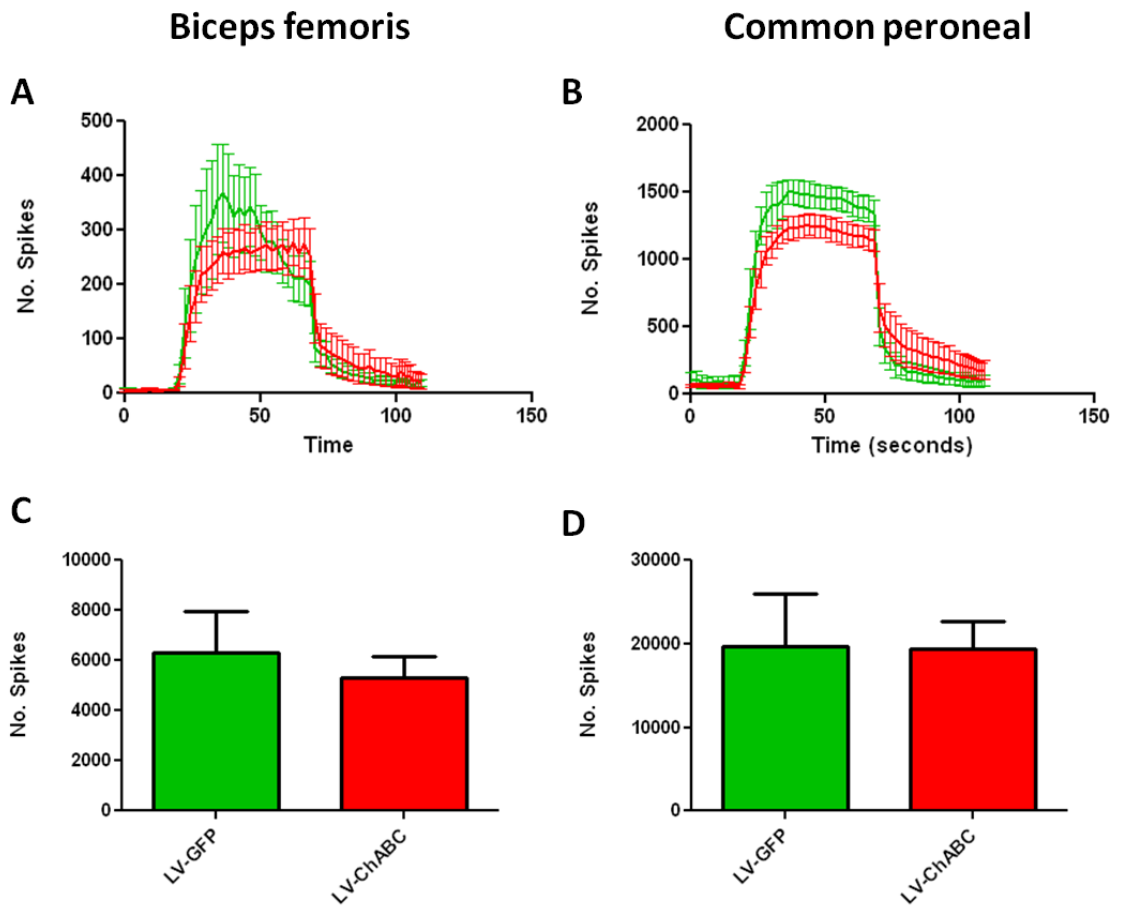 Biceps femoris
Common peroneal
A
500
400
300
200
100
0
No. Spikes
0
50
100
150
Time
B
2000
1500
1000
500
0
No. Spikes
0
50
100
150
Time (seconds)
C
10000
8000
6000
4000
2000
0
No. Spikes
LV-GFP
LV-ChABC
D
30000
20000
10000
0
No. Spikes
LV-GFP
LV-ChABC